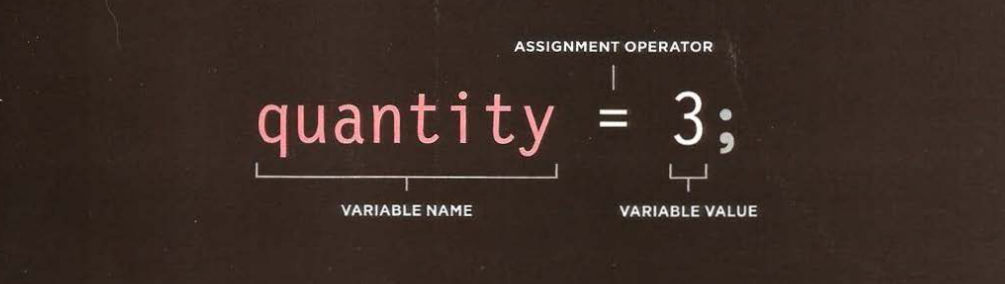 ASSIGNMENT OPERATOR
quantity = 3;
VARIABLE NAME
VARIABLE VALUE